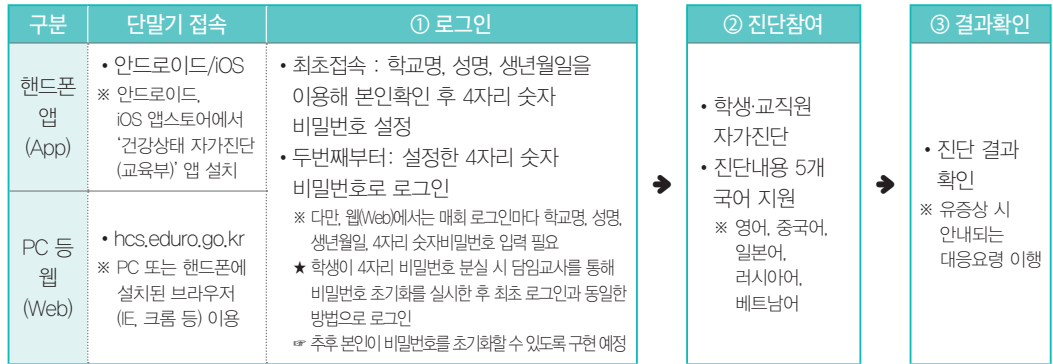 구분
단말기 접속
① 로그인
핸드폰
앱
(App)
• 안드로이드/iOS
※ 안드로이드,
iOS 앱스토어에서
‘건강상태 자가진단
(교육부)’ 앱 설치
PC 등
웹
(Web)
• hcs.eduro.go.kr
※ PC 또는 핸드폰에
설치된 브라우저
(IE, 크롬 등) 이용
• 최초접속 : 학교명, 성명, 생년월일을
이용해 본인확인 후 4자리 숫자
비밀번호 설정
• 두번째부터: 설정한 4자리 숫자
비밀번호로 로그인
※ 다만, 웹(Web)에서는 매회 로그인마다 학교명, 성명,
생년월일, 4자리 숫자비밀번호 입력 필요
★ 학생이 4자리 비밀번호 분실 시 담임교사를 통해
비밀번호 초기화를 실시한 후 최초 로그인과 동일한
방법으로 로그인
☞ 추후 본인이 비밀번호를 초기화할 수 있도록 구현 예정
➜
② 진단참여
• 학생·교직원
자가진단
• 진단내용 5개
국어 지원
※ 영어, 중국어,
일본어,
러시아어,
베트남어
➜
③ 결과확인
• 진단 결과
확인
※ 유증상 시
안내되는
대응요령 이행